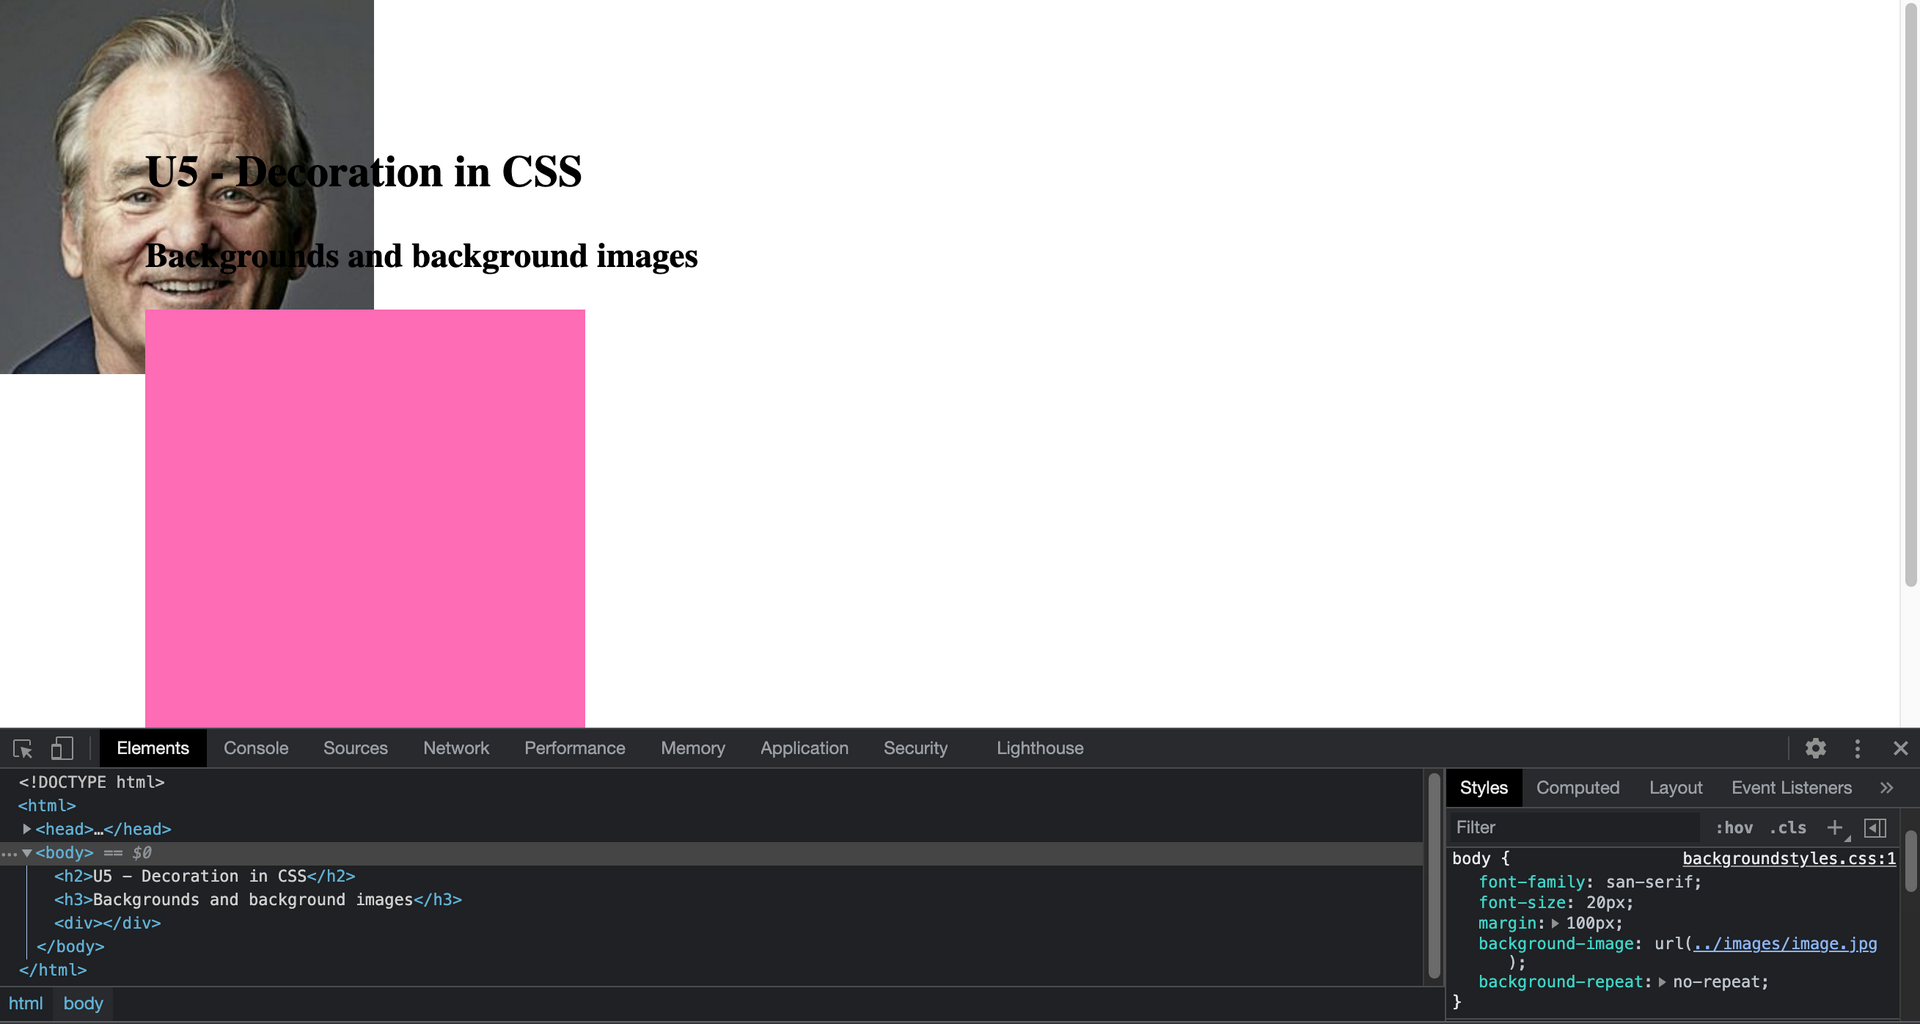 U5 - Decoration in CSS
Backgrounds and background images
Elements Console Sources Network Performance Memory Application Security Lighthouse
<!DOCTYPE html>
<html>
<head>…</head>
<body> == $0
<h2>U5 – Decoration in CSS</h2>
<h3>Backgrounds and background images</h3>
<div></div>
</body>
</html>
html body
Styles Computed Layout Event Listeners »
Filter :hov .cls +
body { backgroundstyles.css:1
font-family: san-serif;
font-size: 20px;
margin: 100px;
background-image: url(../images/image.jpg
);
background-repeat: no-repeat;
}